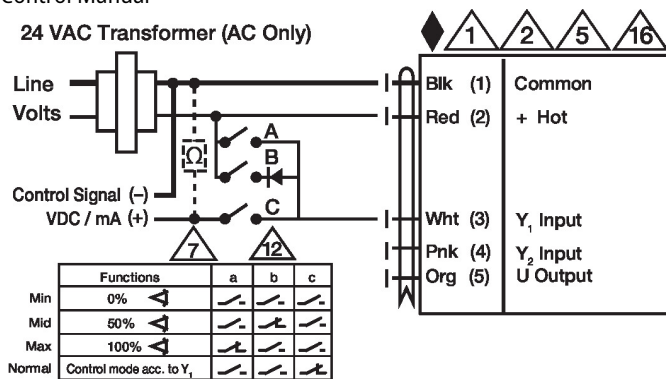 Control Manual
24 VAC Transformer (AC Only)
1 2 5 16
Line
Volts
Blk (1) Common
Red (2) + Hot
A
Ω
B
Control Signal (–)
VDC / mA (+)
C
Wht (3) Y1 Input
Pnk (4) Y2 Input
Org (5) U Output
7 12
Functions a b c
Min 0%
Mid 50%
Max 100%
Normal Control mode acc. to Y1